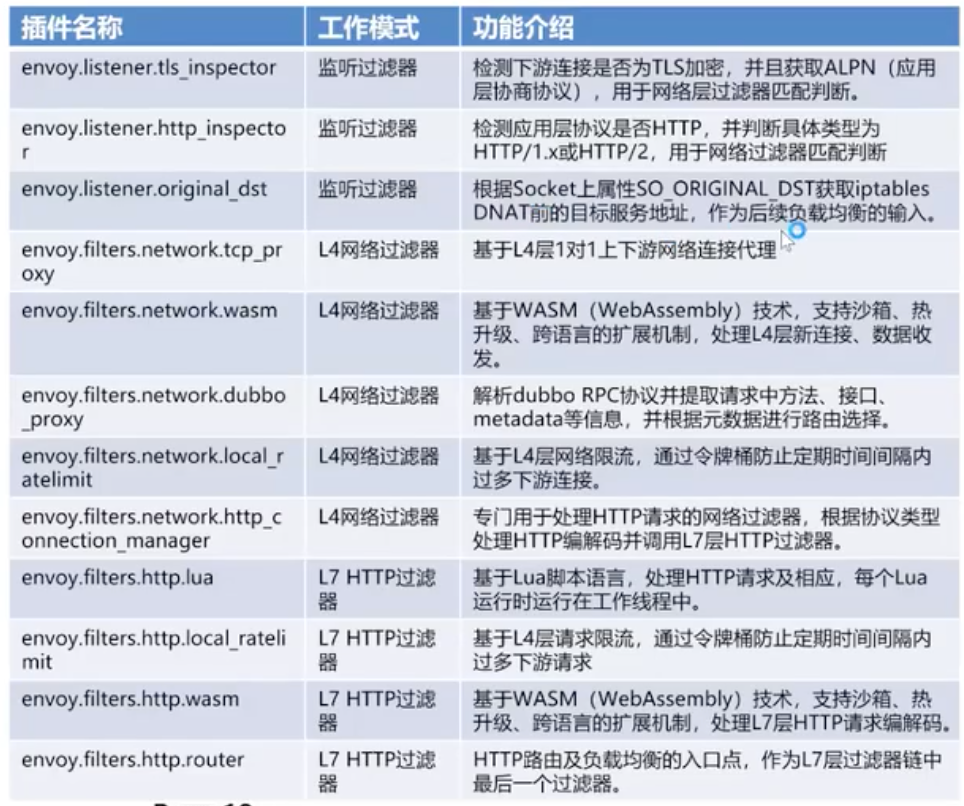 插件名称 工作模式 功能介绍
envoy.listener.tls_inspector 监听过滤器 检测下游连接是否为TLS加密，并且获取ALPN（应用
层协商协议），用于网络层过滤器匹配判断。
envoy.listener.http_inspecto 监听过滤器 检测应用层协议是否HTTP，并判断具体类型为
r HTTP/1.x或HTTP/2，用于网络过滤器匹配判断
envoy.listener.original_dst 监听过滤器 根据Socket上属性SO_ORIGINAL_DST获取iptables
DNAT前的目标服务地址，作为后续负载均衡的输入。
envoy.filters.network.tcp_pr L4网络过滤器 基于L4层1对1上下游网络连接代理
oxy
envoy.filters.network.wasm L4网络过滤器 基于WASM（WebAssembly）技术，支持沙箱、热
升级、跨语言的扩展机制，处理L4层新连接、数据收
发。
envoy.filters.network.dubbo L4网络过滤器 解析dubbo RPC协议并提取请求中方法、接口、
_proxy metadata等信息，并根据元数据进行路由选择。
envoy.filters.network.local_r L4网络过滤器 基于L4层网络限流，通过令牌桶防止定期时间间隔内
atelimit 过多下游连接。
envoy.filters.network.http_c L4网络过滤器 专门用于处理HTTP请求的网络过滤器，根据协议类型
onnection_manager 处理HTTP编解码并调用L7层HTTP过滤器。
envoy.filters.http.lua L7 HTTP过滤 基于Lua脚本语言，处理HTTP请求及相应，每个Lua
器 运行时运行在工作线程中。
envoy.filters.http.local_rateli L7 HTTP过滤 基于L4层请求限流，通过令牌桶防止定期时间间隔内
mit 器 过多下游请求
envoy.filters.http.wasm L7 HTTP过滤 基于WASM（WebAssembly）技术，支持沙箱、热
器 升级、跨语言的扩展机制，处理L7层HTTP请求编解码。
envoy.filters.http.router L7 HTTP过滤 HTTP路由及负载均衡的入口点，作为L7层过滤器链中
器 最后一个过滤器。